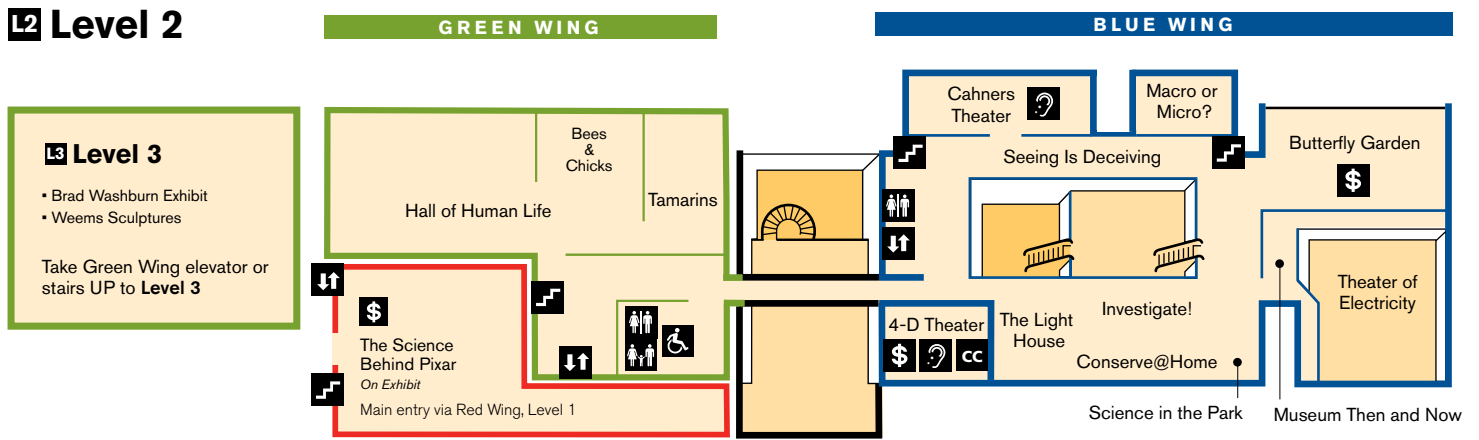 L2 Level 2
GREEN WING
BLUE WING
L3 Level 3
▪ Brad Washburn Exhibit
▪ Weems Sculptures
Take Green Wing elevator or
stairs UP to Level 3
Hall of Human Life
Bees
&
Chicks
Tamarins
$
The Science
Behind Pixar
On Exhibit
Main entry via Red Wing, Level 1
Cahners
Theater
Macro or
Micro?
Seeing Is Deceiving
Butterfly Garden
$
Theater of
Electricity
Investigate!
4-D Theater
$ CC
The Light
House
Conserve@Home
Science in the Park
Museum Then and Now